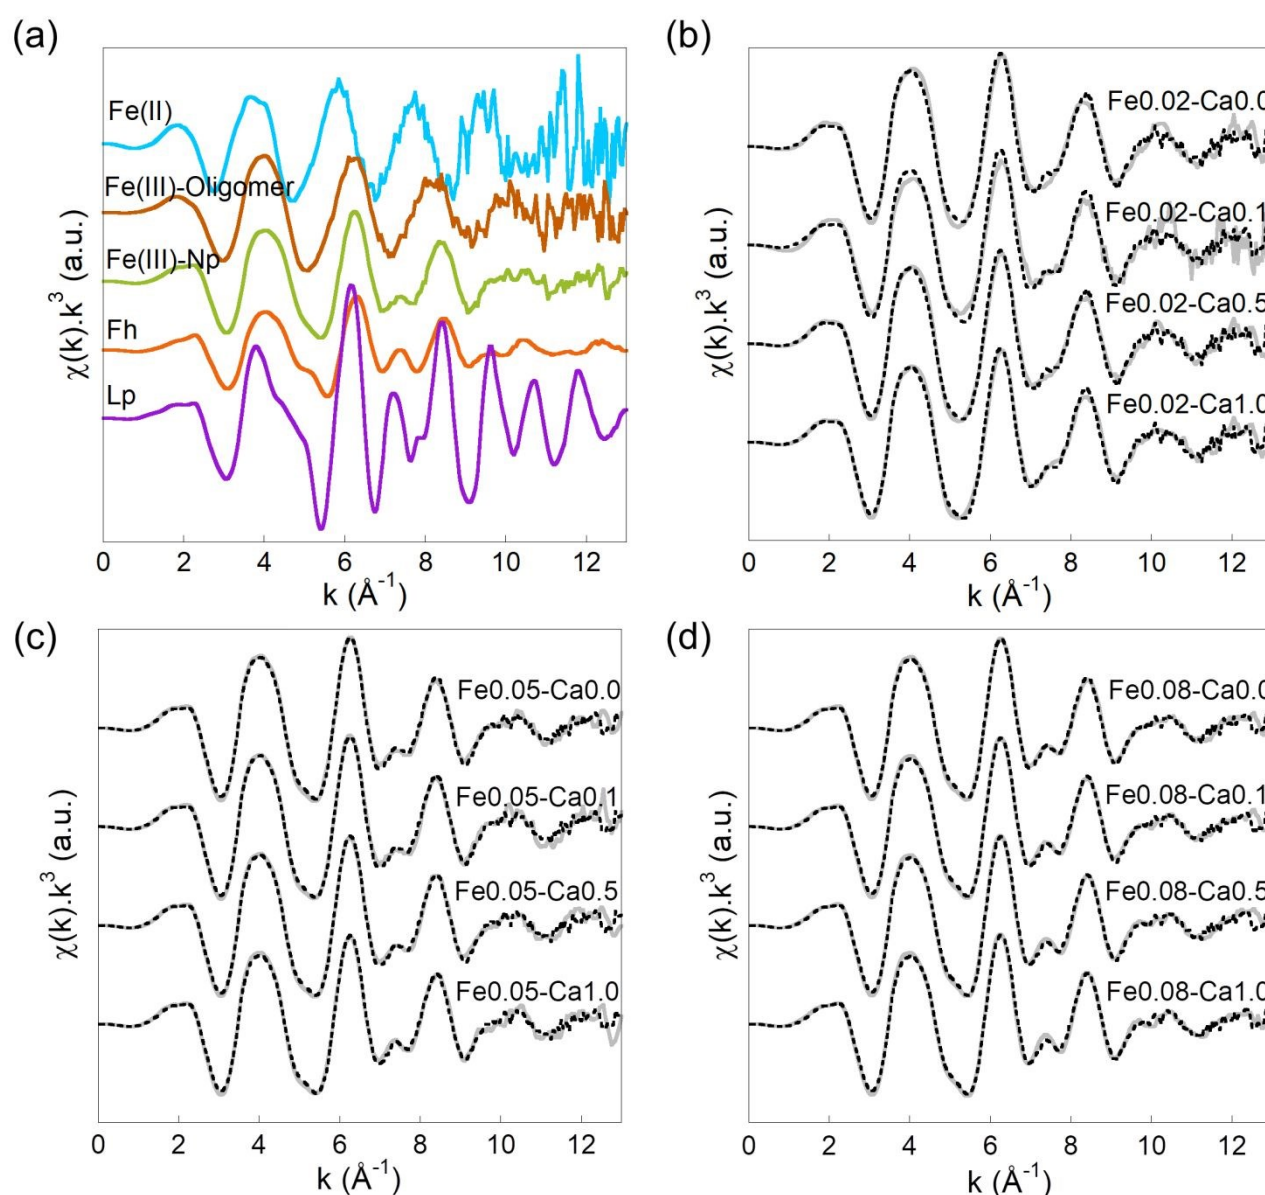 (a)
Fe(II)
Fe(III)-Oligomer
Fe(III)-Np
Fh
Lp
χ(k).k³ (a.u.)
0 2 4 6 8 10 12
k (Å⁻¹)
(b)
Fe0.02-Ca0.0
Fe0.02-Ca0.1
Fe0.02-Ca0.5
Fe0.02-Ca1.0
χ(k).k³ (a.u.)
0 2 4 6 8 10 12
k (Å⁻¹)
(c)
Fe0.05-Ca0.0
Fe0.05-Ca0.1
Fe0.05-Ca0.5
Fe0.05-Ca1.0
χ(k).k³ (a.u.)
0 2 4 6 8 10 12
k (Å⁻¹)
(d)
Fe0.08-Ca0.0
Fe0.08-Ca0.1
Fe0.08-Ca0.5
Fe0.08-Ca1.0
χ(k).k³ (a.u.)
0 2 4 6 8 10 12
k (Å⁻¹)